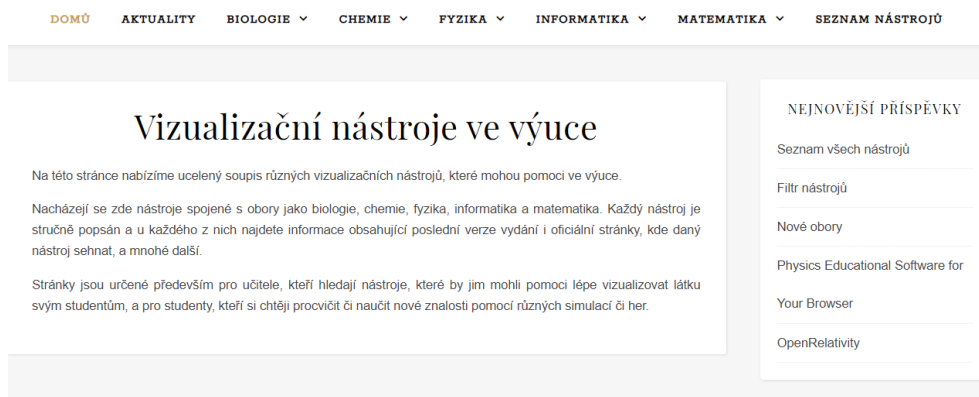 DOMŮ AKTUALITY BIOLOGIE CHEMIE FYZIKA INFORMATIKA MATEMATIKA SEZNAM NÁSTROJŮ
Vizualizační nástroje ve výuce
Na této stránce nabízíme ucelený soupis různých vizualizačních nástrojů, které mohou pomoci ve výuce.
Nacházejí se zde nástroje spojené s obory jako biologie, chemie, fyzika, informatika a matematika. Každý nástroj je
stručně popsán a u každého z nich najdete informace obsahující poslední verze vydání i oficiální stránky, kde daný
nástroj sehnat, a mnohé další.
Stránky jsou určené především pro učitele, kteří hledají nástroje, které by jim mohli pomoci lépe vizualizovat látku
svým studentům, a pro studenty, kteří si chtěji procvičit či naučit nové znalosti pomocí různých simulací či her.
NEJNOVĚJŠÍ PŘÍSPĚVKY
Seznam všech nástrojů
Filtr nástrojů
Nové obory
Physics Educational Software for
Your Browser
OpenRelativity